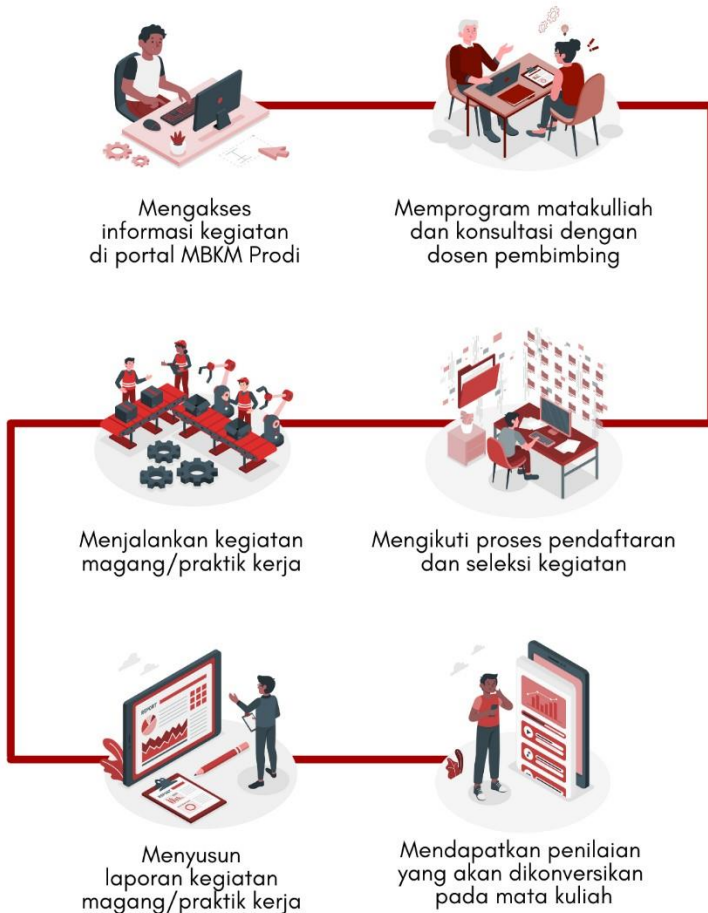 Mengakses
informasi kegiatan
di portal MBKM Prodi
Memprogram matakulliah
dan konsultasi dengan
dosen pembimbing
Mengikuti proses pendaftaran
dan seleksi kegiatan
Menjalankan kegiatan
magang/praktik kerja
REPORT
Menyusun
laporan kegiatan
magang/praktik kerja
Mendapatkan penilaian
yang akan dikonversikan
pada mata kuliah